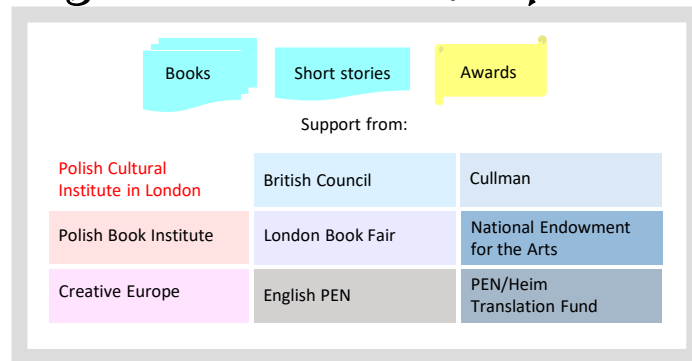 Books
Short stories
Awards
Support from:
Polish Cultural
Institute in London
British Council
Cullman
Polish Book Institute
London Book Fair
National Endowment
for the Arts
Creative Europe
English PEN
PEN/Heim
Translation Fund